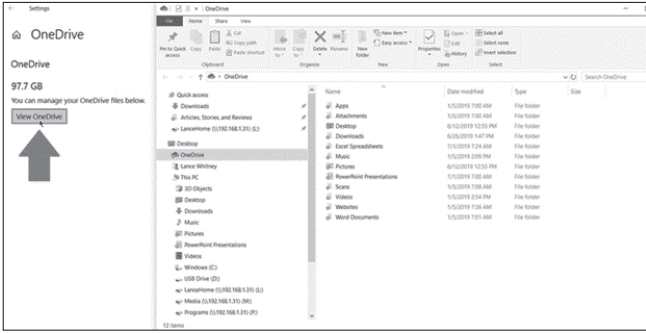 Settings
OneDrive
OneDrive
97.7 GB
You can manage your OneDrive files below.
View OneDrive
OneDrive
File Home Share View
Pin to Quick access
Copy
Paste
Cut
Copy path
Paste shortcut
Move to
Copy to
Delete
Rename
New folder
New item
Easy access
Properties
Open
Edit
History
Select all
Select none
Invert selection
Clipboard Organize New Open Select
OneDrive
Search OneDrive
Quick access
Downloads
Articles, Stories, and Reviews
LanceHome (\\192.168.1.31) (L:)
Desktop
OneDrive
Lance Whitney
This PC
3D Objects
Desktop
Downloads
Music
Pictures
PowerPoint Presentations
Videos
Windows (C:)
USB Drive (D:)
LanceHome (\\192.168.1.31) (L:)
Media (\\192.168.1.31) (M:)
Programs (\\192.168.1.31) (P:)
12 items
Name Date modified Type Size
Apps 1/5/2019 7:00 AM File folder
Attachments 1/5/2019 7:00 AM File folder
Desktop 6/12/2019 12:55 PM File folder
Downloads 6/26/2019 1:47 PM File folder
Excel Spreadsheets 7/1/2019 7:24 AM File folder
Music 1/5/2019 2:09 PM File folder
Pictures 6/12/2019 12:55 PM File folder
PowerPoint Presentations 7/1/2019 7:00 AM File folder
Scans 1/5/2019 7:08 AM File folder
Videos 1/5/2019 2:54 PM File folder
Websites 1/5/2019 7:36 AM File folder
Word Documents 1/5/2019 7:01 AM File folder